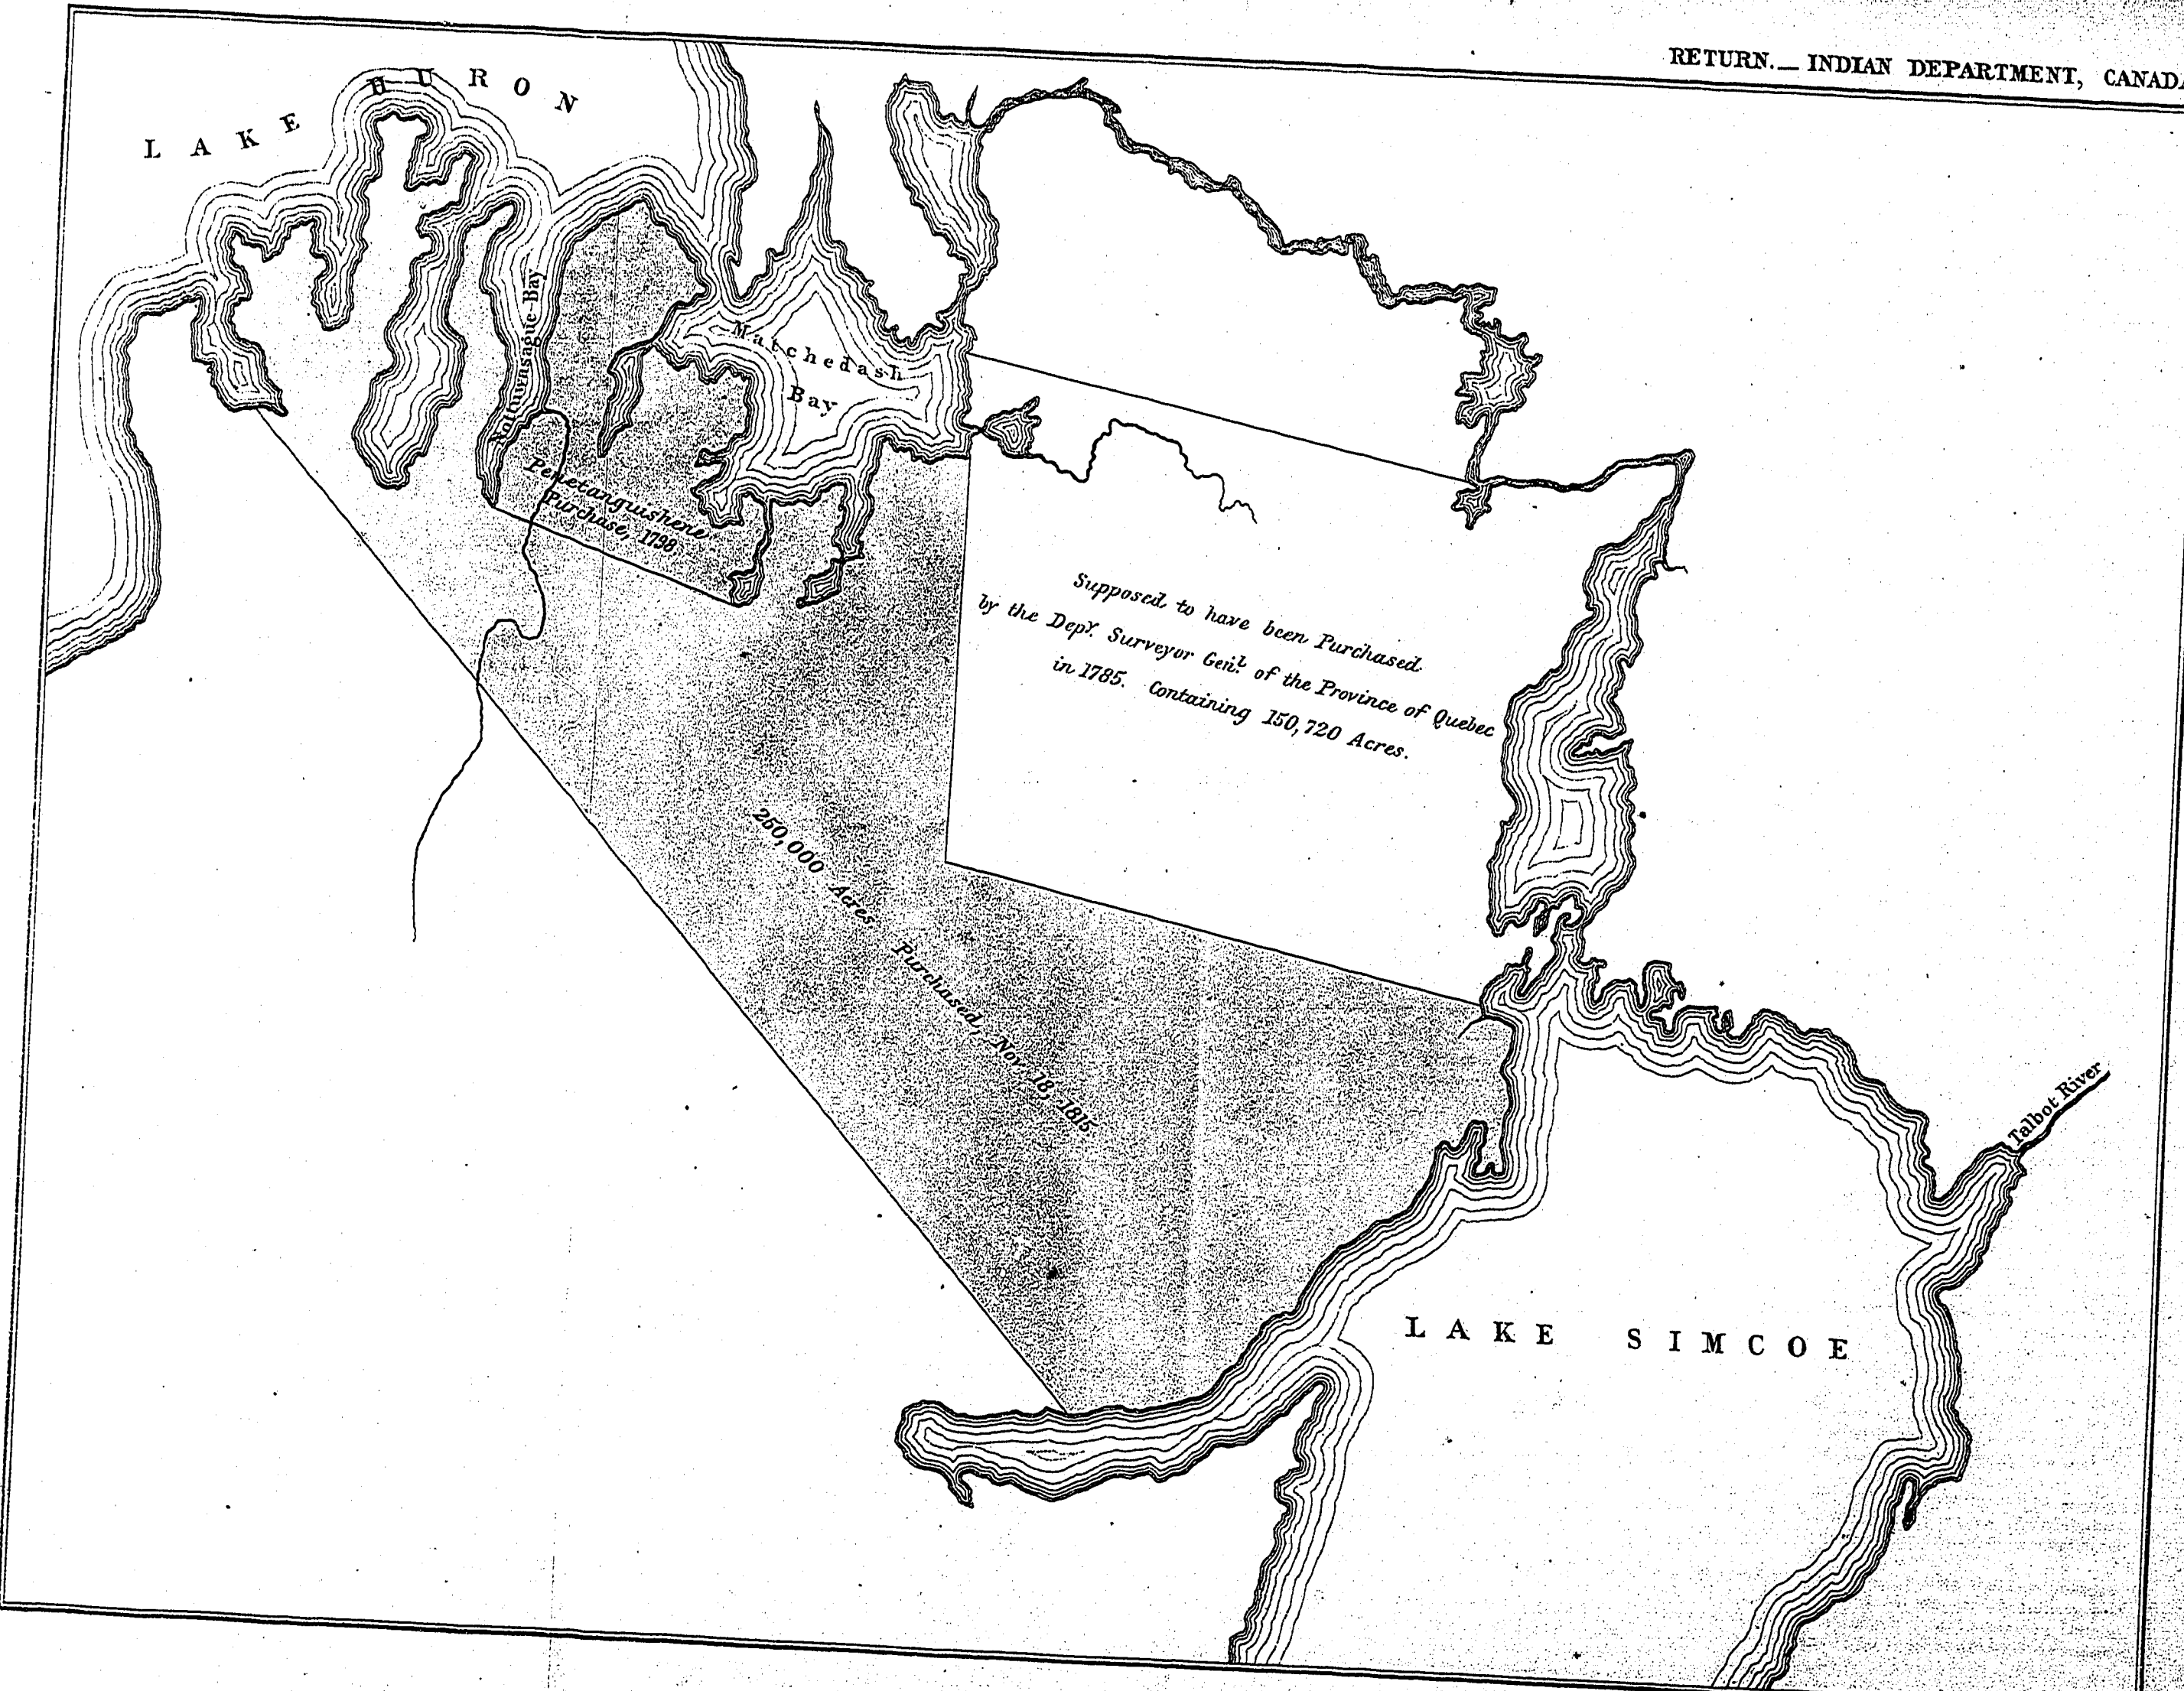 RETURN.— INDIAN DEPARTMENT, CANADA
LAKE HURON
Nottawasague Bay
Matchedash
Bay
Penetanguishene
Purchase, 1798
Supposed to have been Purchased
by the Depy. Surveyor Genl. of the Province of Quebec
in 1785. Containing 150,720 Acres.
250,000 Acres Purchased, Nov. 18, 1815
Talbot River
LAKE SIMCOE